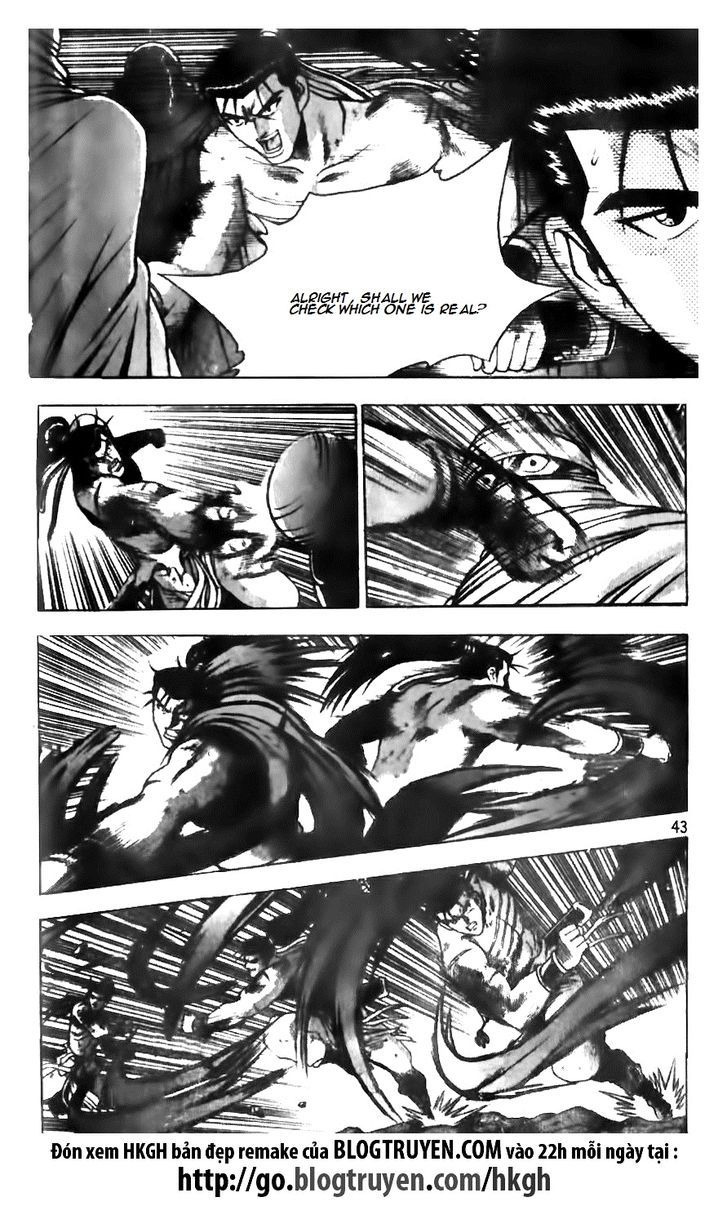 ALRIGHT, SHALL WE
CHECK WHICH ONE IS REAL?
43
Đón xem HKGH bản đẹp remake của BLOGTRUYEN.COM vào 22h mỗi ngày tại :
http://go.blogtruyen.com/hkgh